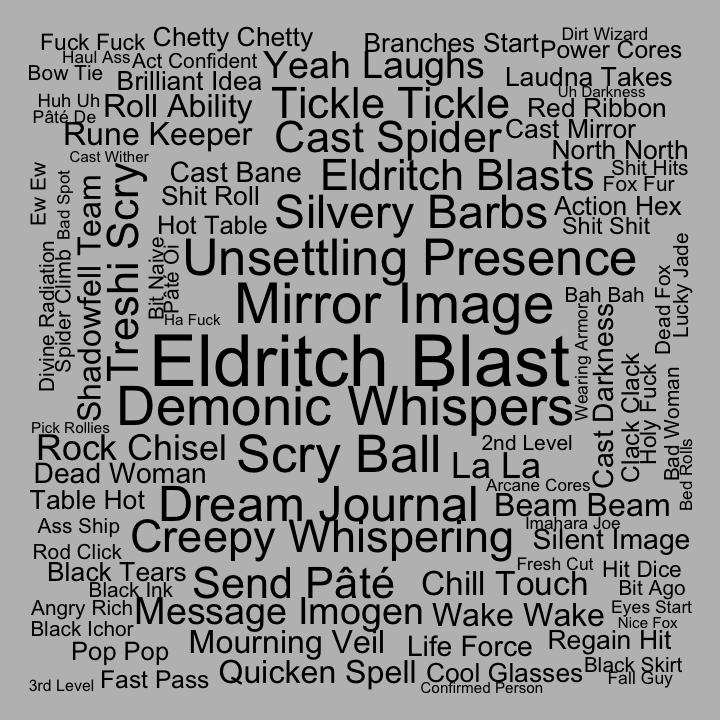 Fuck Fuck
Chetty Chetty
Branches Start
Dirt Wizard
Power Cores
Haul Ass
Act Confident
Yeah Laughs
Bow Tie
Brilliant Idea
Laudna Takes
Uh Darkness
Huh Uh
Roll Ability
Tickle Tickle
Red Ribbon
Pâté De
Rune Keeper
Cast Spider
Cast Mirror
North North
Cast Wither
Cast Bane
Eldritch Blasts
Shit Hits
Fox Fur
Ew Ew
Bad Spot
Shit Roll
Silvery Barbs
Action Hex
Hot Table
Shit Shit
Shadowfell Team
Treshi Scry
Bit Naive
Pâté Oi
Unsettling Presence
Divine Radiation
Spider Climb
Mirror Image
Bah Bah
Dead Fox
Lucky Jade
Ha Fuck
Eldritch Blast
Wearing Armor
Cast Darkness
Clack Clack
Holy Fuck
Bad Woman
Demonic Whispers
Pick Rollies
Rock Chisel
Scry Ball
La La
2nd Level
Bed Rolls
Dead Woman
Arcane Cores
Table Hot
Dream Journal
Beam Beam
Ass Ship
Creepy Whispering
Imahara Joe
Silent Image
Rod Click
Black Tears
Fresh Cut
Hit Dice
Black Ink
Send Pâté
Chill Touch
Bit Ago
Angry Rich
Message Imogen
Wake Wake
Eyes Start
Nice Fox
Black Ichor
Mourning Veil
Life Force
Regain Hit
Pop Pop
Quicken Spell
Cool Glasses
Black Skirt
Fall Guy
3rd Level
Fast Pass
Confirmed Person